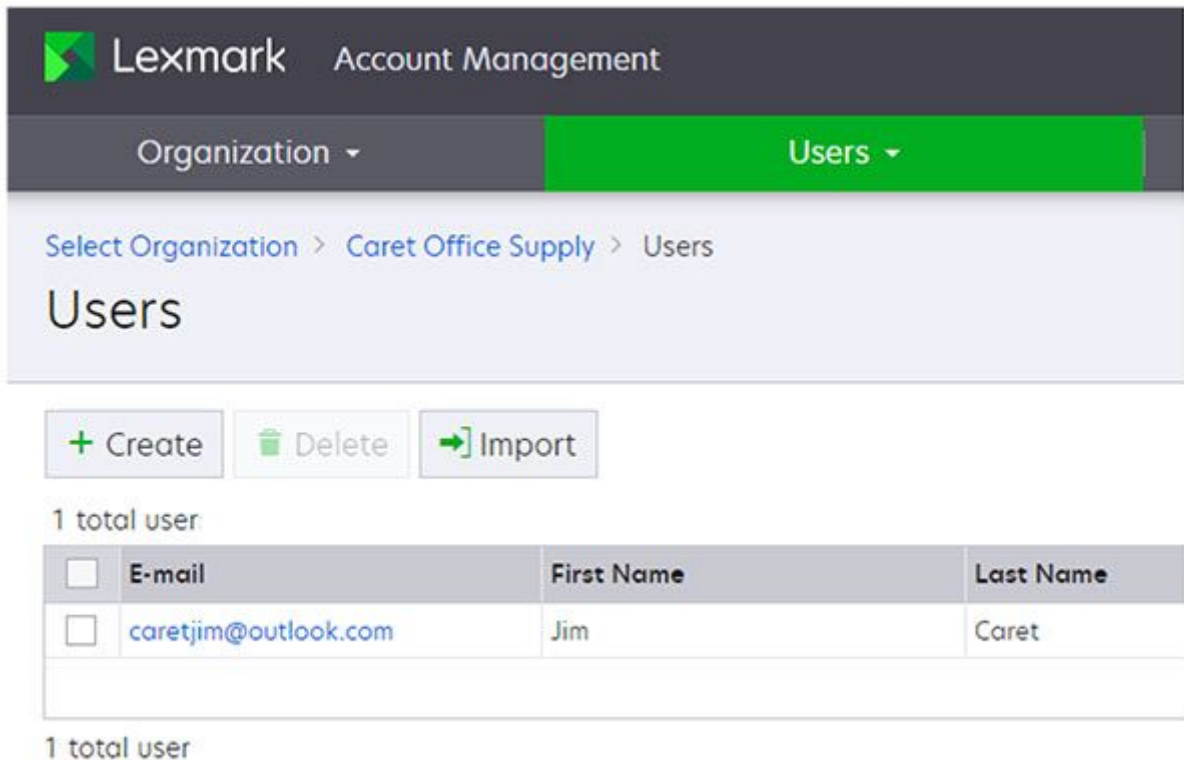 Lexmark Account Management
Organization Users
Select Organization > Caret Office Supply > Users
Users
+ Create Delete Import
1 total user
E-mail First Name Last Name
caretjim@outlook.com Jim Caret
1 total user